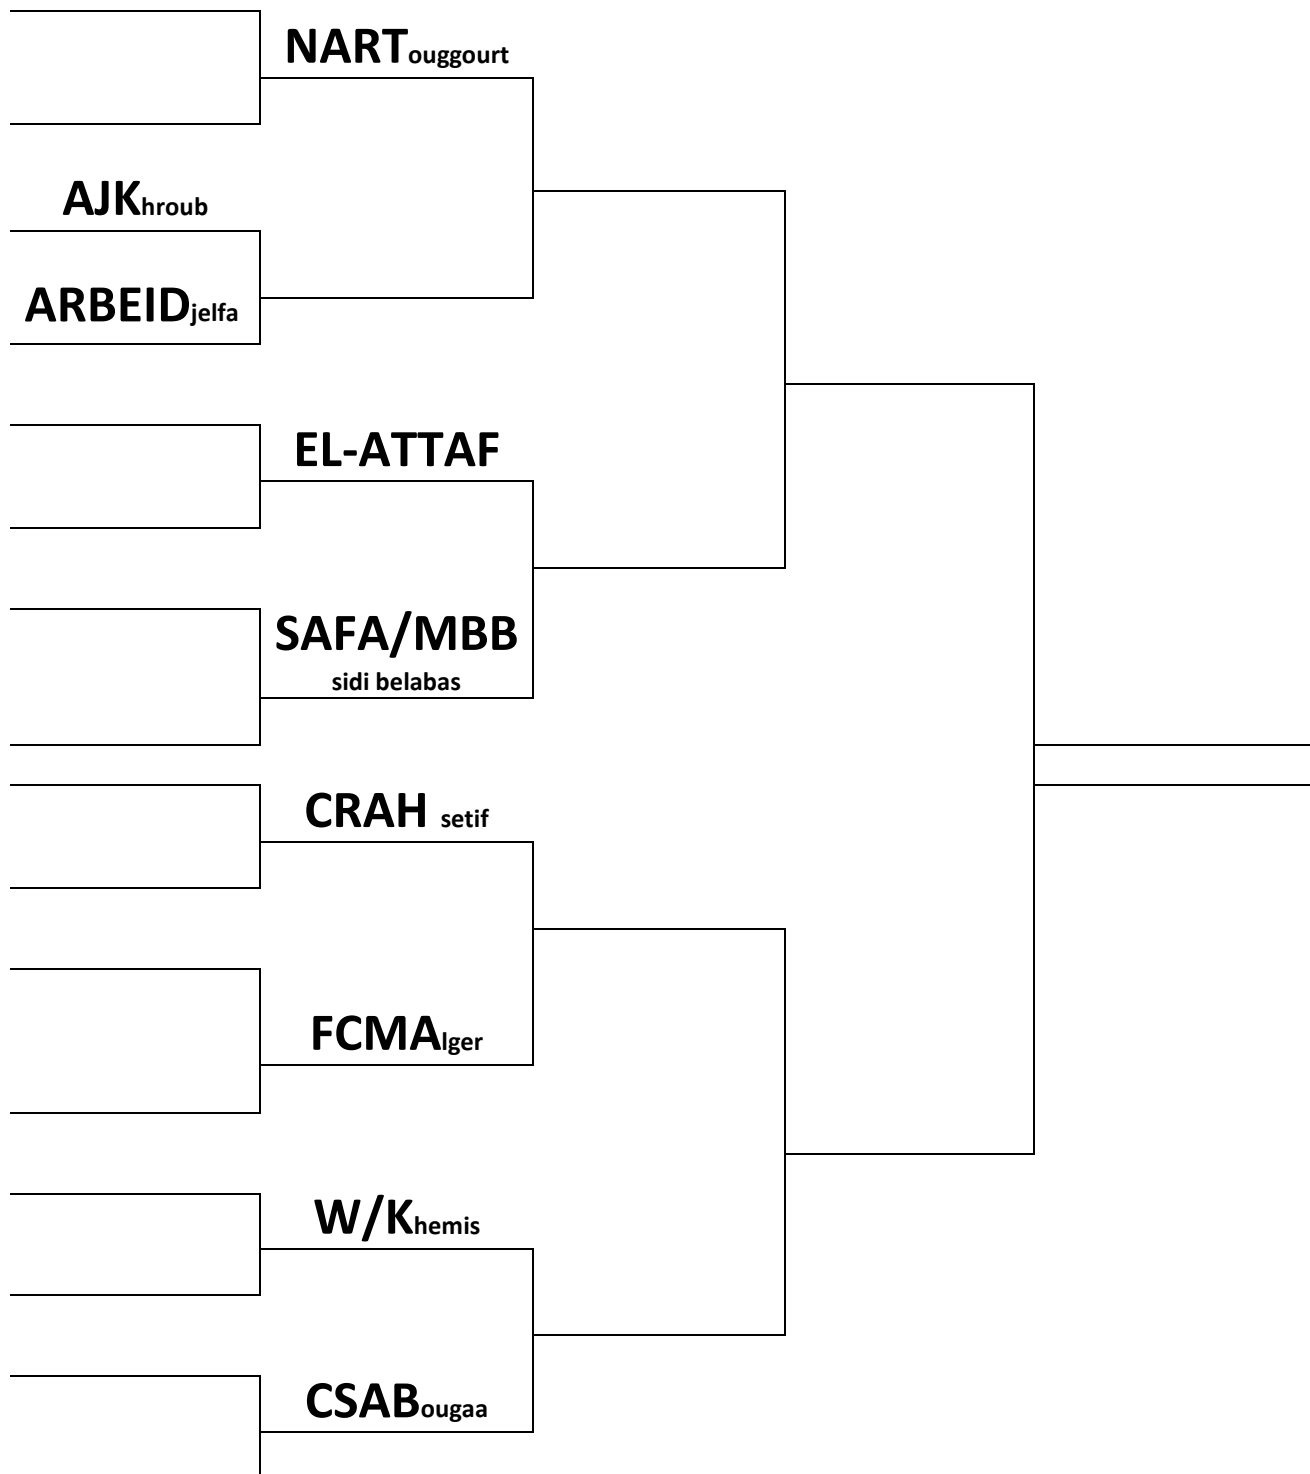 NARTouggourt
AJKhroub
ARBEIDjelfa
EL-ATTAF
SAFA/MBB
sidi belabas
CRAH setif
FCMAlger
W/Khemis
CSABougaa